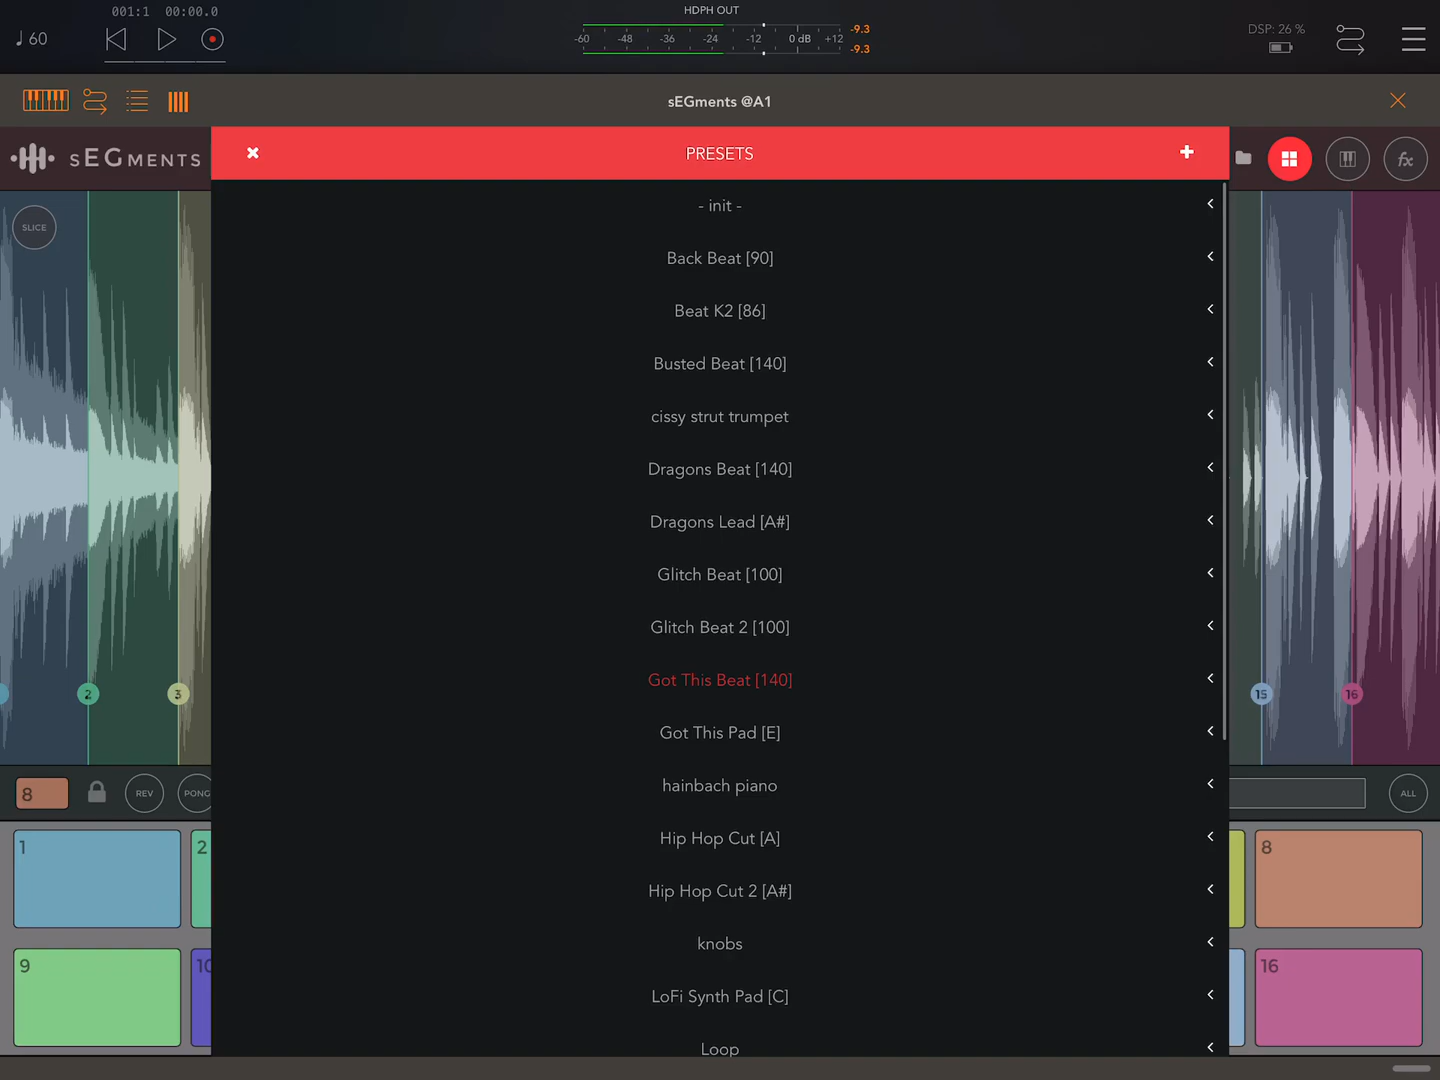 001:1 00:00.0
HDPH OUT
♩60
-60 -48 -36 -24 -12 0 dB +12
-9.3
-9.3
DSP: 26 %
sEGments @A1
sEGments
PRESETS
fx
- init -
SLICE
Back Beat [90]
Beat K2 [86]
Busted Beat [140]
cissy strut trumpet
Dragons Beat [140]
Dragons Lead [A#]
Glitch Beat [100]
Glitch Beat 2 [100]
Got This Beat [140]
2 3 15 16
Got This Pad [E]
hainbach piano
8 REV PONG ALL
Hip Hop Cut [A]
1 2 8
Hip Hop Cut 2 [A#]
knobs
9 10 16
LoFi Synth Pad [C]
Loop